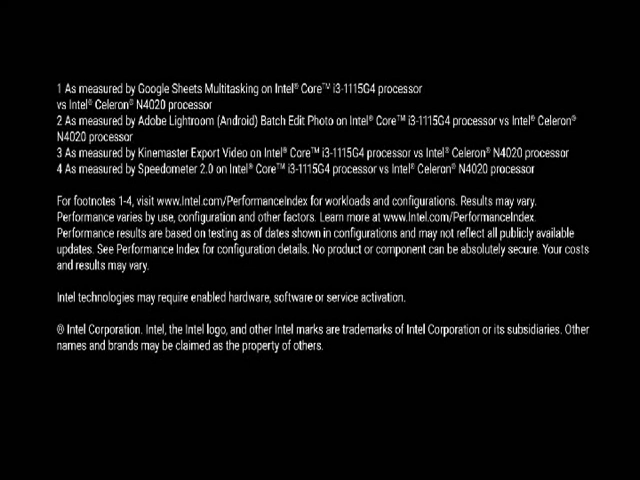 1 As measured by Google Sheets Multitasking on Intel® Core™ i3-1115G4 processor
vs Intel® Celeron® N4020 processor
2 As measured by Adobe Lightroom (Android) Batch Edit Photo on Intel® Core™ i3-1115G4 processor vs Intel® Celeron®
N4020 processor
3 As measured by Kinemaster Export Video on Intel® Core™ i3-1115G4 processor vs Intel® Celeron® N4020 processor
4 As measured by Speedometer 2.0 on Intel® Core™ i3-1115G4 processor vs Intel® Celeron® N4020 processor
For footnotes 1-4, visit www.Intel.com/PerformanceIndex for workloads and configurations. Results may vary.
Performance varies by use, configuration and other factors. Learn more at www.Intel.com/PerformanceIndex.
Performance results are based on testing as of dates shown in configurations and may not reflect all publicly available
updates. See Performance Index for configuration details. No product or component can be absolutely secure. Your costs
and results may vary.
Intel technologies may require enabled hardware, software or service activation.
® Intel Corporation. Intel, the Intel logo, and other Intel marks are trademarks of Intel Corporation or its subsidiaries. Other
names and brands may be claimed as the property of others.